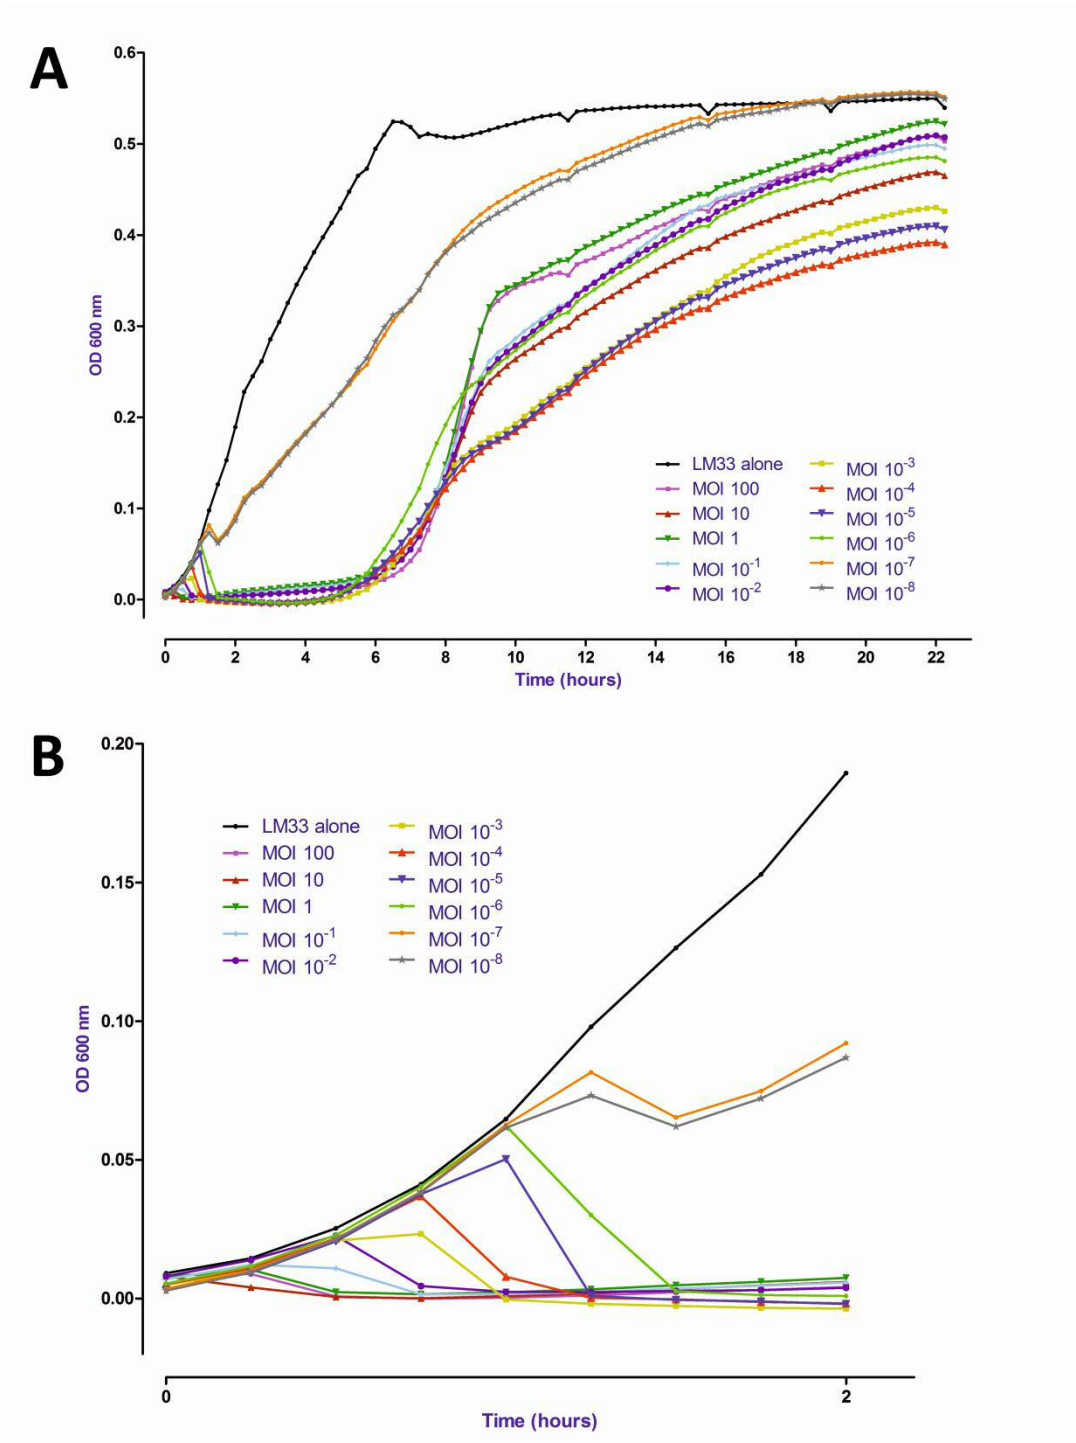 A
0.6
0.5
0.4
0.3
0.2
0.1
0.0
OD 600 nm
LM33 alone
MOI 100
MOI 10
MOI 1
MOI 10-1
MOI 10-2
MOI 10-3
MOI 10-4
MOI 10-5
MOI 10-6
MOI 10-7
MOI 10-8
0 2 4 6 8 10 12 14 16 18 20 22
Time (hours)
B
0.20
0.15
0.10
0.05
0.00
OD 600 nm
LM33 alone
MOI 100
MOI 10
MOI 1
MOI 10-1
MOI 10-2
MOI 10-3
MOI 10-4
MOI 10-5
MOI 10-6
MOI 10-7
MOI 10-8
0 2
Time (hours)